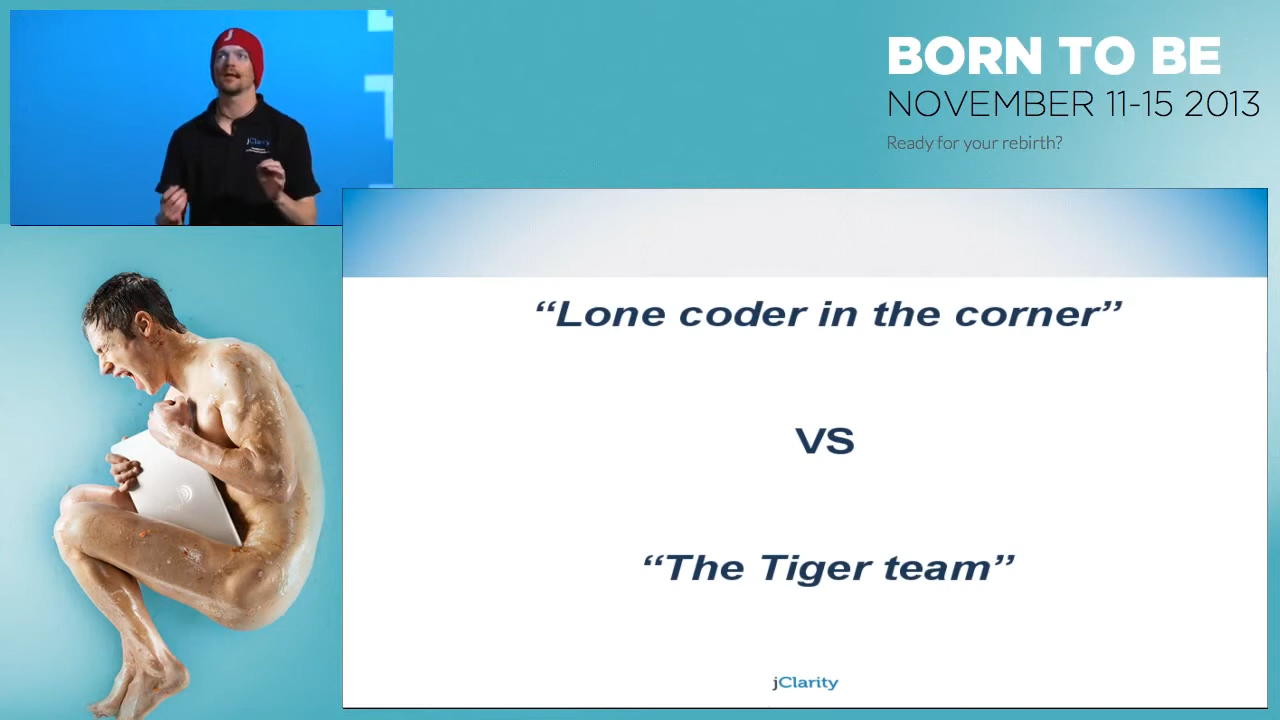 BORN TO BE
NOVEMBER 11-15 2013
Ready for your rebirth?
J
jClarity
“Lone coder in the corner”
VS
“The Tiger team”
jClarity